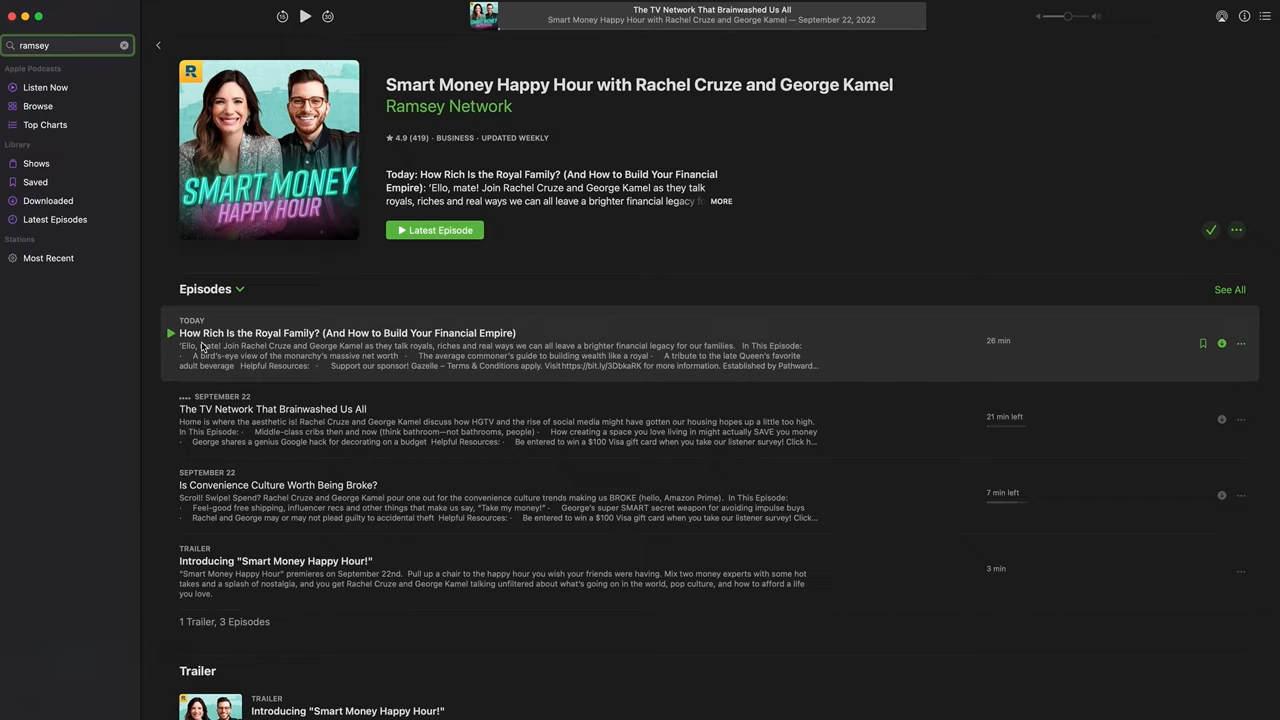 The TV Network That Brainwashed Us All
Smart Money Happy Hour with Rachel Cruze and George Kamel — September 22, 2022
15
30
ramsey
Apple Podcasts
Listen Now
Browse
Top Charts
Library
Shows
Saved
Downloaded
Latest Episodes
Stations
Most Recent
R
SMART MONEY
HAPPY HOUR
Smart Money Happy Hour with Rachel Cruze and George Kamel
Ramsey Network
★ 4.9 (419) · BUSINESS · UPDATED WEEKLY
Today: How Rich Is the Royal Family? (And How to Build Your Financial
Empire): ‘Ello, mate! Join Rachel Cruze and George Kamel as they talk
royals, riches and real ways we can all leave a brighter financial legacy MORE
Latest Episode
Episodes
See All
TODAY
How Rich Is the Royal Family? (And How to Build Your Financial Empire)
‘Ello, mate! Join Rachel Cruze and George Kamel as they talk royals, riches and real ways we can all leave a brighter financial legacy for our families. In This Episode:
· A bird's-eye view of the monarchy's massive net worth · The average commoner's guide to building wealth like a royal · A tribute to the late Queen's favorite
adult beverage Helpful Resources: · Support our sponsor! Gazelle – Terms & Conditions apply. Visit https://bit.ly/3DbkaRK for more information. Established by Pathward...
26 min
SEPTEMBER 22
The TV Network That Brainwashed Us All
Home is where the aesthetic is! Rachel Cruze and George Kamel discuss how HGTV and the rise of social media might have gotten our housing hopes up a little too high.
In This Episode: · Middle-class cribs then and now (think bathroom—not bathrooms, people) · How creating a space you love living in might actually SAVE you money
· George shares a genius Google hack for decorating on a budget Helpful Resources: · Be entered to win a $100 Visa gift card when you take our listener survey! Click h...
21 min left
SEPTEMBER 22
Is Convenience Culture Worth Being Broke?
Scroll! Swipe! Spend? Rachel Cruze and George Kamel pour one out for the convenience culture trends making us BROKE (hello, Amazon Prime). In This Episode:
· Feel-good free shipping, influencer recs and other things that make us say, "Take my money!" · George's super SMART secret weapon for avoiding impulse buys
· Rachel and George may or may not plead guilty to accidental theft Helpful Resources: · Be entered to win a $100 Visa gift card when you take our listener survey! Click...
7 min left
TRAILER
Introducing "Smart Money Happy Hour!"
"Smart Money Happy Hour" premieres on September 22nd. Pull up a chair to the happy hour you wish your friends were having. Mix two money experts with some hot
takes and a splash of nostalgia, and you get Rachel Cruze and George Kamel talking unfiltered about what's going on in the world, pop culture, and how to afford a life
you love.
3 min
1 Trailer, 3 Episodes
Trailer
TRAILER
Introducing "Smart Money Happy Hour!"